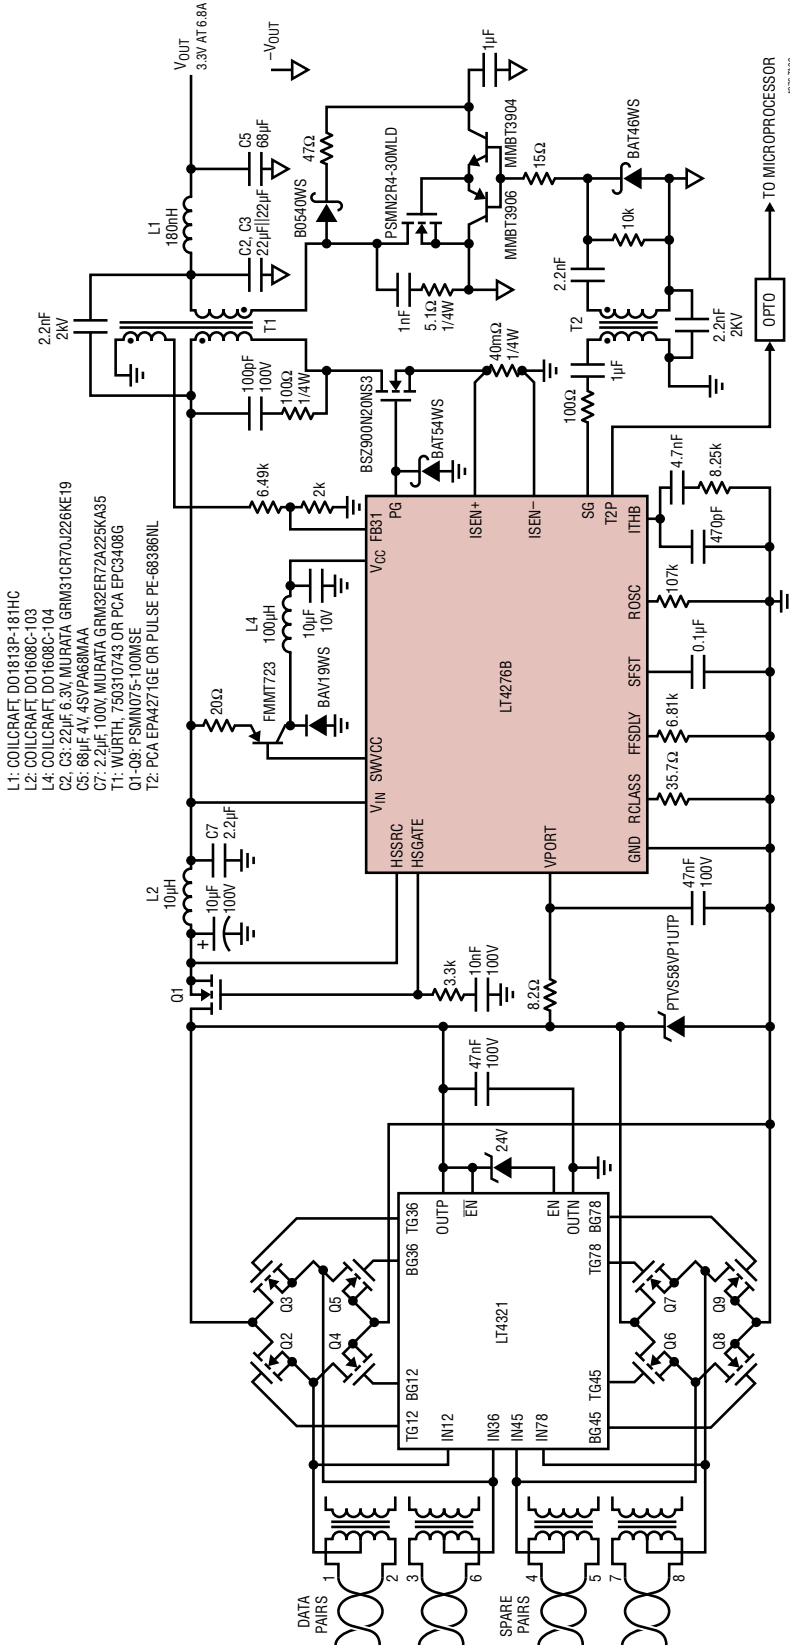 L1: COILCRAFT, DO1813P-181HC
L2: COILCRAFT, DO1608C-103
L4: COILCRAFT, DO1608C-104
C2, C3: 22µF, 6.3V, MURATA GRM31CR70J226KE19
C5: 68µF, 4V, 4SVPA68MAA
C7: 2.2µF, 100V, MURATA GRM32ER72A225KA35
T1: WÜRTH, 750310743 OR PCA EPC3408G
Q1-Q9: PSMN075-100MSE
T2: PCA EPA4271GE OR PULSE PE-68386NL
DATA
PAIRS
1
2
3
6
SPARE
PAIRS
4
5
7
8
Q2
Q3
Q4
Q5
TG12
BG12
BG36
TG36
IN12
IN36
IN45
IN78
LT4321
OUTP
EN
EN
OUTN
BG45
TG45
TG78
BG78
Q6
Q7
Q8
Q9
24V
47nF
100V
Q1
3.3k
10nF
100V
8.2Ω
PTVS58VP1UTP
47nF
100V
L2
10µH
+
10µF
100V
C7
2.2µF
HSSRC
HSGATE
VPORT
VIN
SWVCC
VCC
FB31
LT4276B
GND
RCLASS
FFSDLY
SFST
ROSC
ITHB
PG
ISEN+
ISEN–
SG
T2P
20Ω
FMMT723
BAV19WS
L4
100µH
10µF
10V
6.49k
2k
35.7Ω
6.81k
0.1µF
107k
470pF
4.7nF
8.25k
100pF
100V
100Ω
1/4W
BSZ900N20NS3
BAT54WS
40mΩ
1/4W
100Ω
1µF
T2
2.2nF
10k
BAT46WS
2.2nF
2KV
OPTO
TO MICROPROCESSOR
2.2nF
2KV
T1
L1
180nH
C2, C3
22µF||22µF
C5
68µF
VOUT
3.3V AT 6.8A
–VOUT
B0540WS
47Ω
PSMN2R4-30MLD
1nF
5.1Ω
1/4W
MMBT3906
MMBT3904
1µF
15Ω